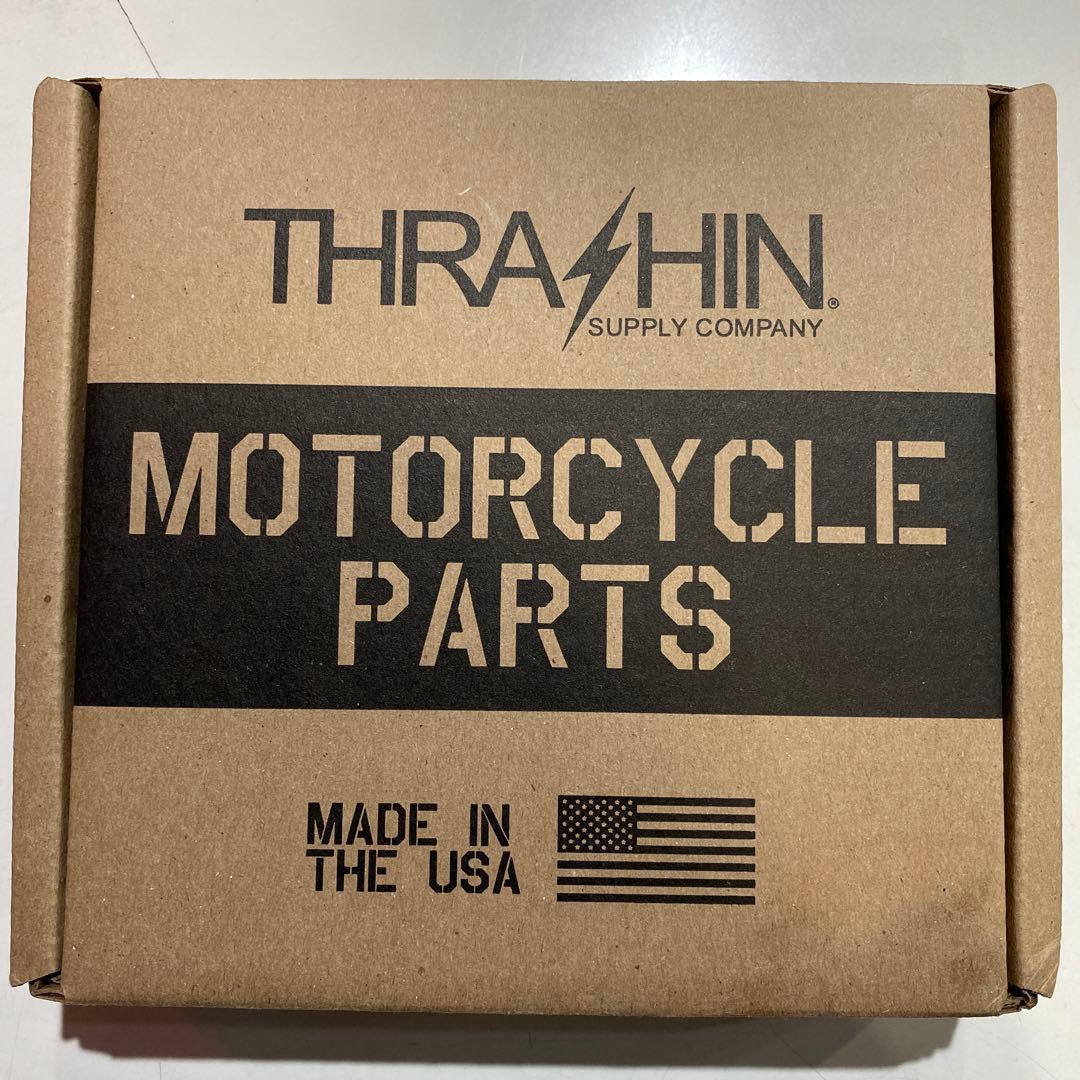 THRASHIN®
SUPPLY COMPANY
MOTORCYCLE
PARTS
MADE IN
THE USA